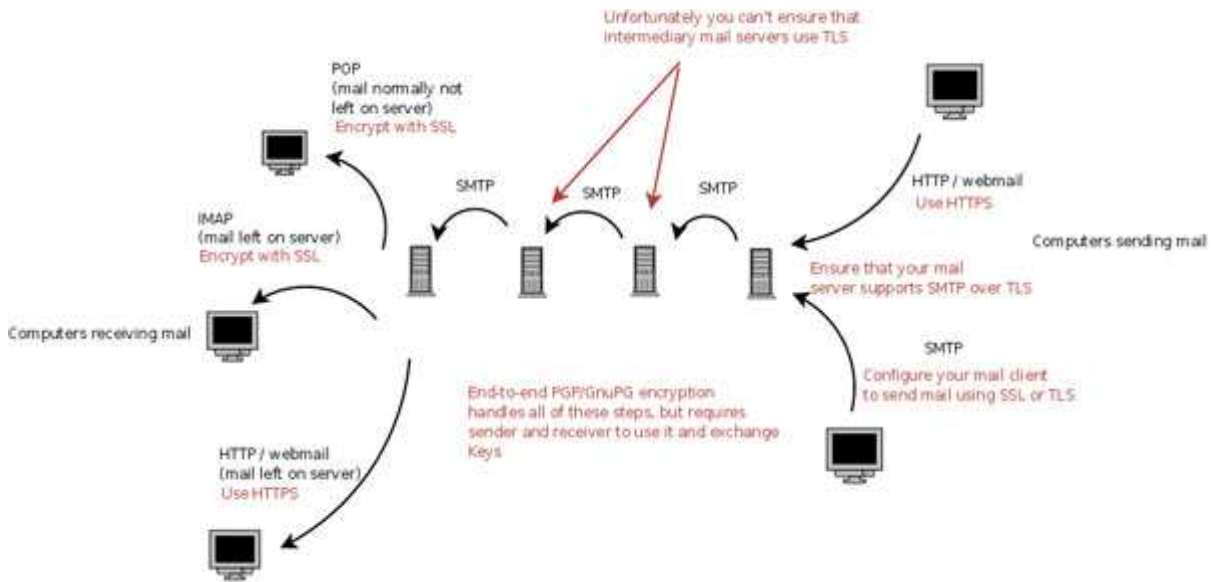 Unfortunately you can't ensure that
intermediary mail servers use TLS
POP
(mail normally not
left on server)
Encrypt with SSL
SMTP
SMTP
SMTP
HTTP / webmail
Use HTTPS
IMAP
(mail left on server)
Encrypt with SSL
Computers sending mail
Ensure that your mail
server supports SMTP over TLS
Computers receiving mail
SMTP
Configure your mail client
to send mail using SSL or TLS
End-to-end PGP/GnuPG encryption
handles all of these steps, but requires
sender and receiver to use it and exchange
Keys
HTTP / webmail
(mail left on server)
Use HTTPS